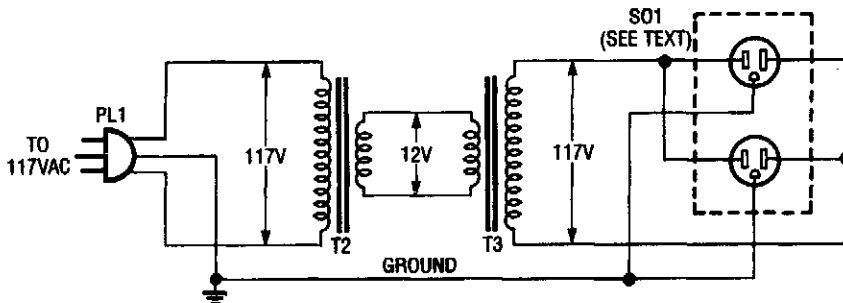 SO1
(SEE TEXT)
PL1
TO
117VAC
117V
12V
117V
T2
T3
GROUND